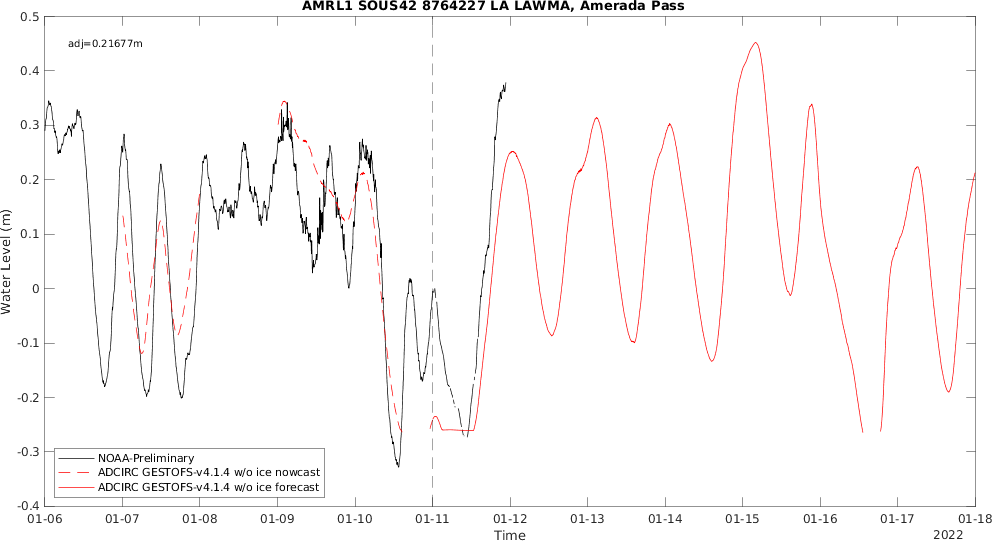 AMRL1 SOUS42 8764227 LA LAWMA, Amerada Pass
adj=0.21677m
Water Level (m)
0.5
0.4
0.3
0.2
0.1
0
-0.1
-0.2
-0.3
-0.4
NOAA-Preliminary
ADCIRC GESTOFS-v4.1.4 w/o ice nowcast
ADCIRC GESTOFS-v4.1.4 w/o ice forecast
01-06 01-07 01-08 01-09 01-10 01-11 01-12 01-13 01-14 01-15 01-16 01-17 01-18
Time
2022